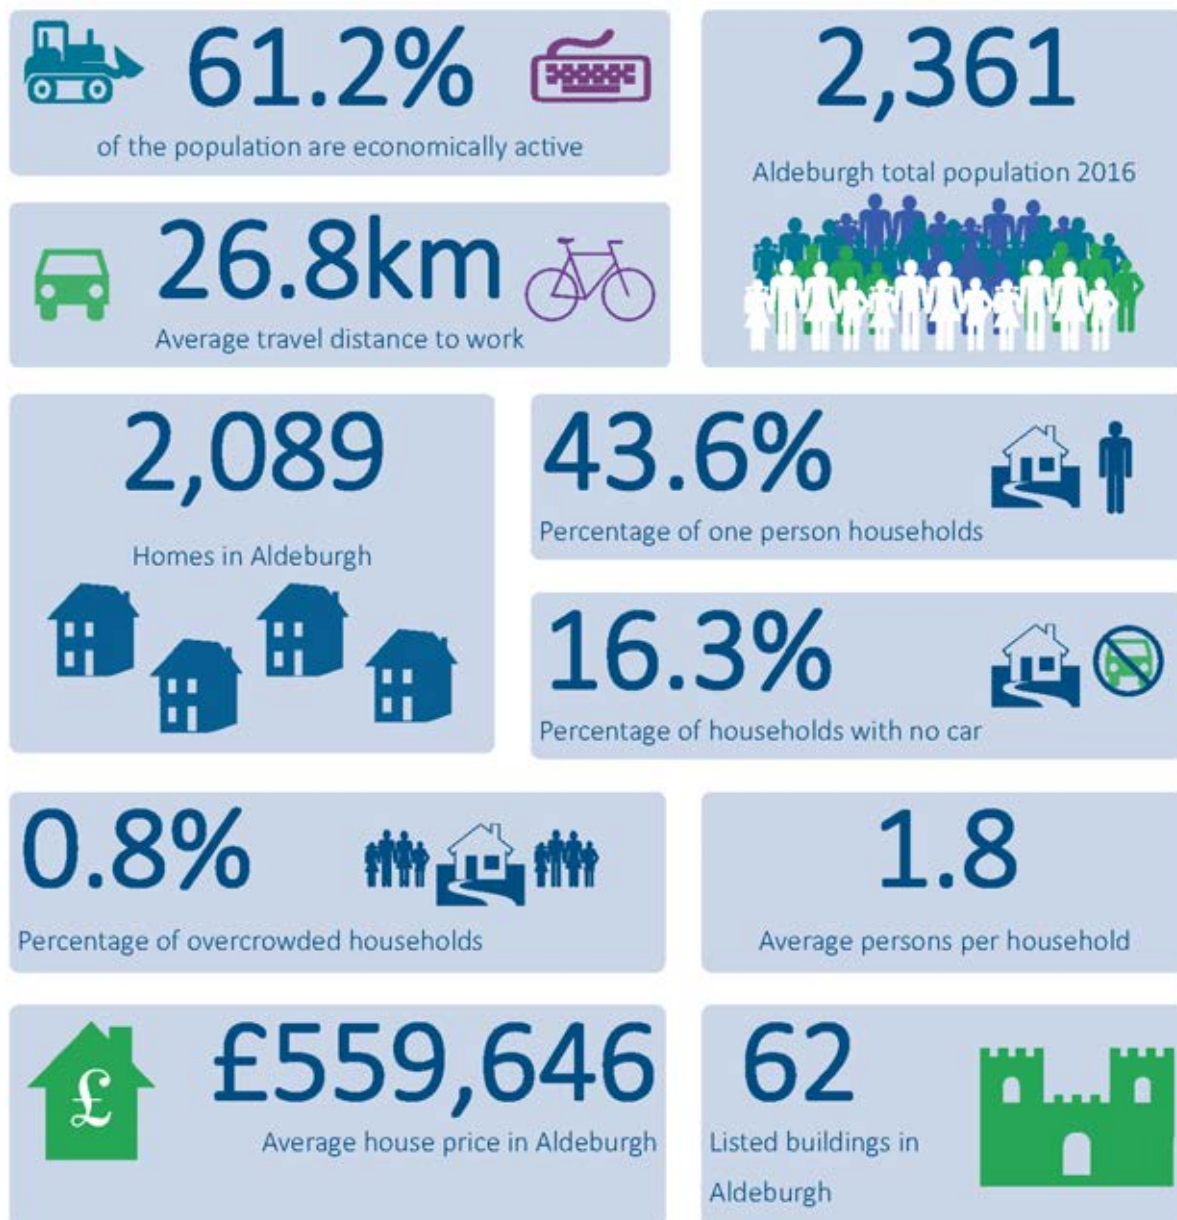 61.2%
of the population are economically active
2,361
Aldeburgh total population 2016
26.8km
Average travel distance to work
2,089
Homes in Aldeburgh
43.6%
Percentage of one person households
16.3%
Percentage of households with no car
0.8%
Percentage of overcrowded households
1.8
Average persons per household
£
£559,646
Average house price in Aldeburgh
62
Listed buildings in
Aldeburgh